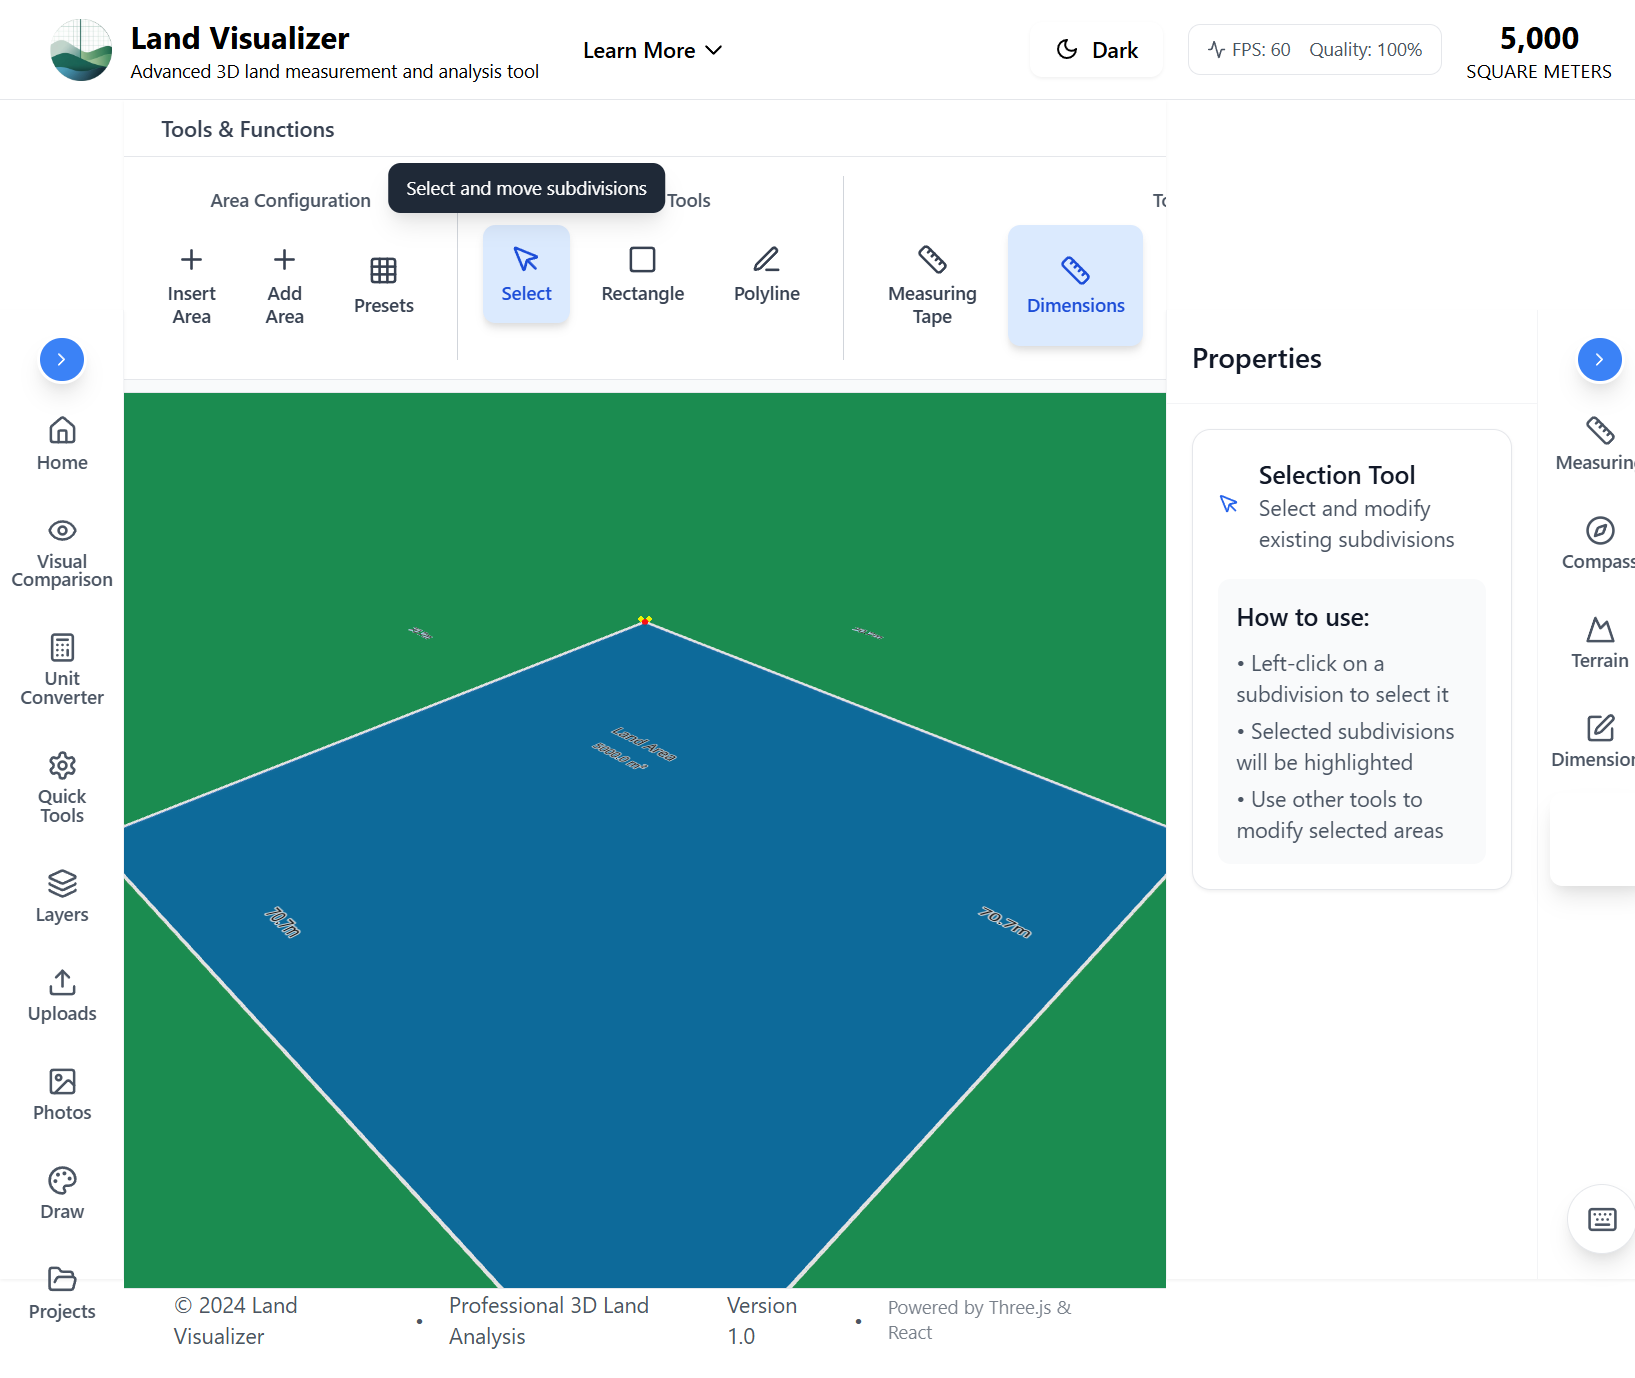 Land Visualizer
Advanced 3D land measurement and analysis tool
Learn More
Dark
FPS: 60 Quality: 100%
5,000
SQUARE METERS
Tools & Functions
Select and move subdivisions
Area Configuration
Tools
Insert
Area
Add
Area
Presets
Select
Rectangle
Polyline
Measuring
Tape
Dimensions
Home
Visual
Comparison
Unit
Converter
Quick
Tools
Layers
Uploads
Photos
Draw
Projects
Land Area
5000.0 m²
70.7m
70.7m
Properties
Selection Tool
Select and modify
existing subdivisions
How to use:
• Left-click on a
subdivision to select it
• Selected subdivisions
will be highlighted
• Use other tools to
modify selected areas
Measuring
Compass
Terrain
Dimension
© 2024 Land
Visualizer
•
Professional 3D Land
Analysis
Version
1.0
•
Powered by Three.js &
React